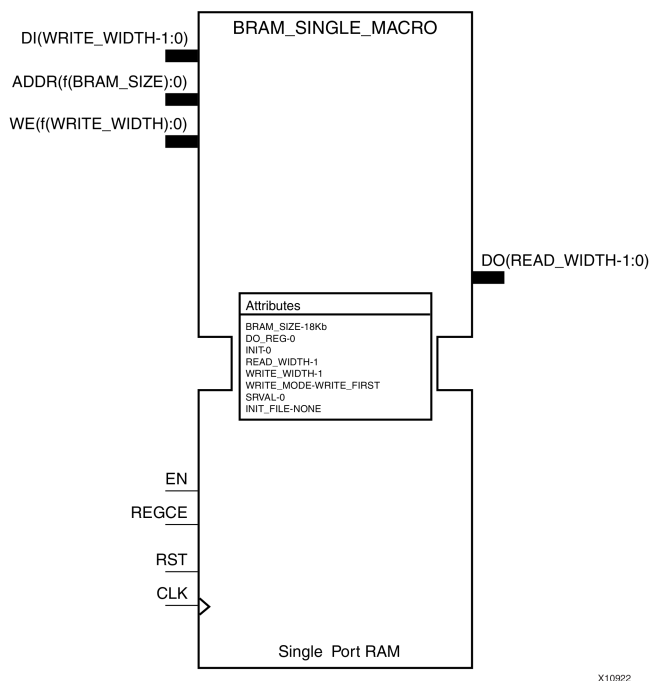 BRAM_SINGLE_MACRO
DI(WRITE_WIDTH-1:0)
ADDR(f(BRAM_SIZE):0)
WE(f(WRITE_WIDTH):0)
DO(READ_WIDTH-1:0)
Attributes
BRAM_SIZE-18Kb
DO_REG-0
INIT-0
READ_WIDTH-1
WRITE_WIDTH-1
WRITE_MODE-WRITE_FIRST
SRVAL-0
INIT_FILE-NONE
EN
REGCE
RST
CLK
Single Port RAM
X10922